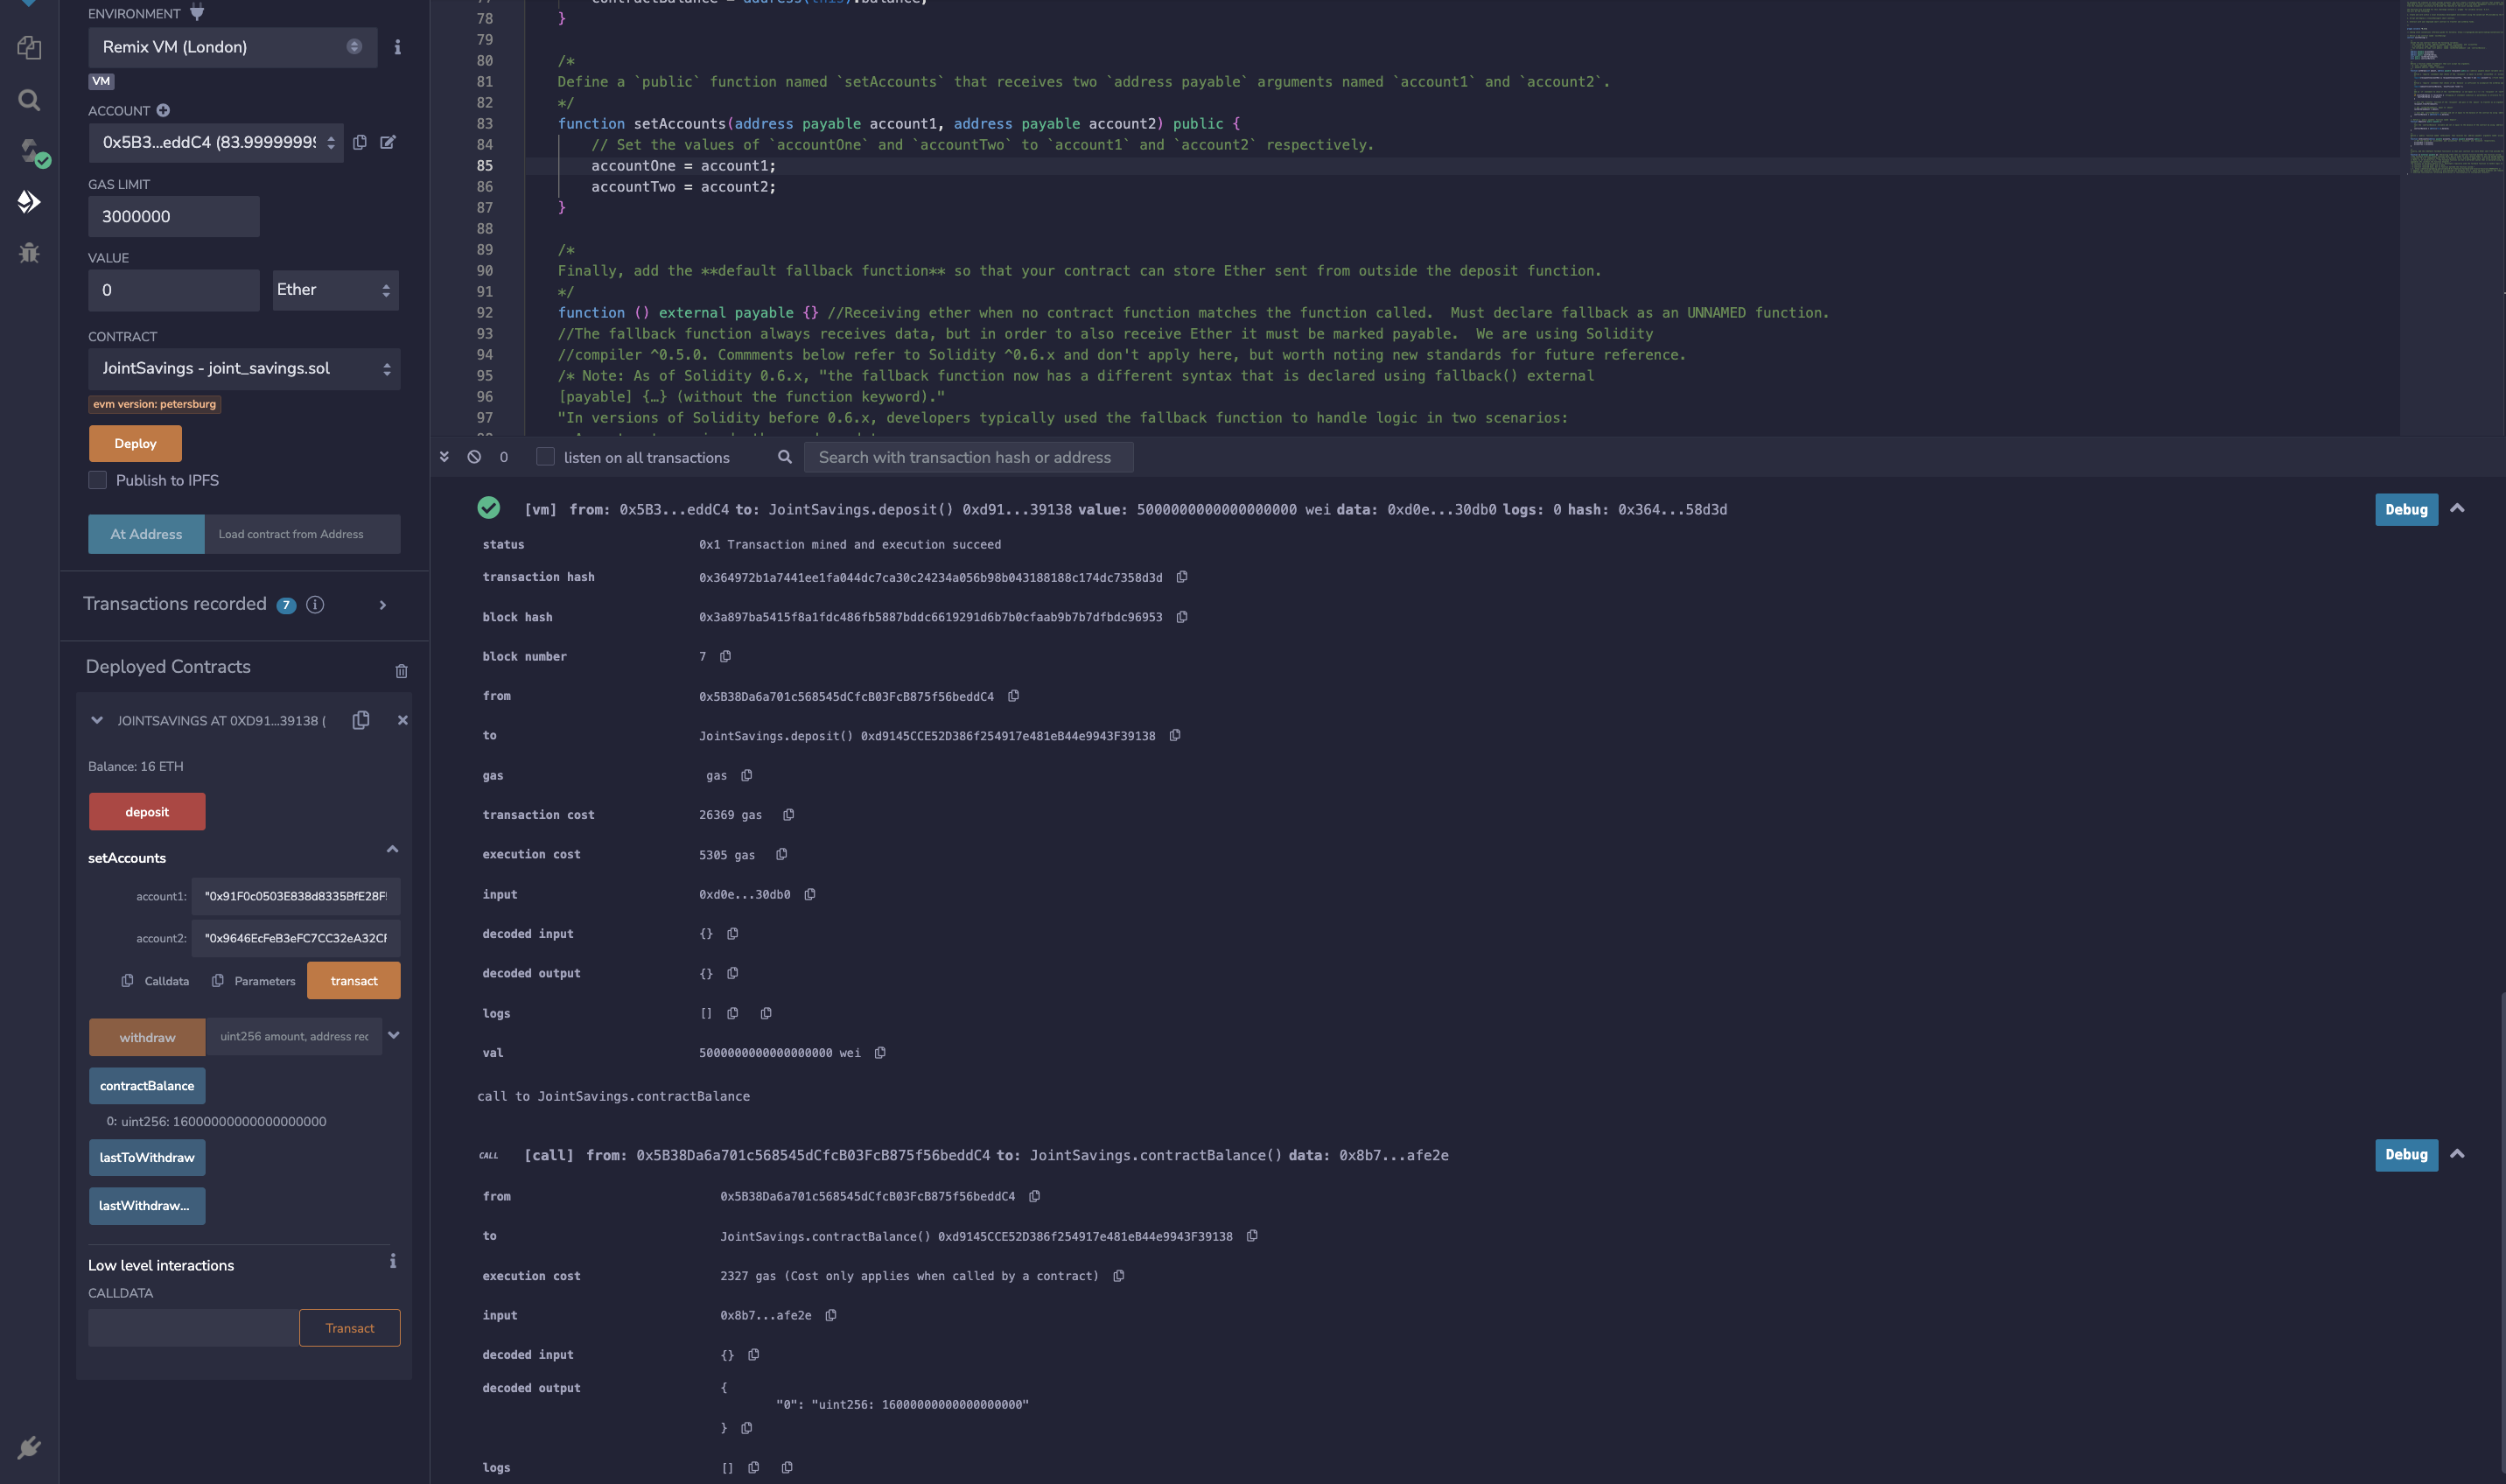 ENVIRONMENT
Remix VM (London)
VM
ACCOUNT
0x5B3...eddC4 (83.99999999
GAS LIMIT
3000000
VALUE
0
Ether
CONTRACT
JointSavings - joint_savings.sol
evm version: petersburg
Deploy
Publish to IPFS
At Address
Load contract from Address
Transactions recorded 7
Deployed Contracts
JOINTSAVINGS AT 0XD91...39138 (
Balance: 16 ETH
deposit
setAccounts
account1: "0x91F0c0503E838d8335BfE28F
account2: "0x9646EcFeB3eFC7CC32eA32CF
Calldata
Parameters
transact
withdraw
uint256 amount, address rec
contractBalance
0: uint256: 16000000000000000000
lastToWithdraw
lastWithdraw...
Low level interactions
CALLDATA
Transact
78 }
79
80 /*
81 Define a `public` function named `setAccounts` that receives two `address payable` arguments named `account1` and `account2`.
82 */
83 function setAccounts(address payable account1, address payable account2) public {
84 // Set the values of `accountOne` and `accountTwo` to `account1` and `account2` respectively.
85 accountOne = account1;
86 accountTwo = account2;
87 }
88
89 /*
90 Finally, add the **default fallback function** so that your contract can store Ether sent from outside the deposit function.
91 */
92 function () external payable {} //Receiving ether when no contract function matches the function called.  Must declare fallback as an UNNAMED function.
93 //The fallback function always receives data, but in order to also receive Ether it must be marked payable.  We are using Solidity
94 //compiler ^0.5.0. Commments below refer to Solidity ^0.6.x and don't apply here, but worth noting new standards for future reference.
95 /* Note: As of Solidity 0.6.x, "the fallback function now has a different syntax that is declared using fallback() external
96 [payable] {…} (without the function keyword)."
97 "In versions of Solidity before 0.6.x, developers typically used the fallback function to handle logic in two scenarios:
0
listen on all transactions
Search with transaction hash or address
[vm] from: 0x5B3...eddC4 to: JointSavings.deposit() 0xd91...39138 value: 5000000000000000000 wei data: 0xd0e...30db0 logs: 0 hash: 0x364...58d3d
Debug
status 0x1 Transaction mined and execution succeed
transaction hash 0x364972b1a7441ee1fa044dc7ca30c24234a056b98b043188188c174dc7358d3d
block hash 0x3a897ba5415f8a1fdc486fb5887bddc6619291d6b7b0cfaab9b7b7dfbdc96953
block number 7
from 0x5B38Da6a701c568545dCfcB03FcB875f56beddC4
to JointSavings.deposit() 0xd9145CCE52D386f254917e481eB44e9943F39138
gas gas
transaction cost 26369 gas
execution cost 5305 gas
input 0xd0e...30db0
decoded input {}
decoded output {}
logs []
val 5000000000000000000 wei
call to JointSavings.contractBalance
CALL [call] from: 0x5B38Da6a701c568545dCfcB03FcB875f56beddC4 to: JointSavings.contractBalance() data: 0x8b7...afe2e
Debug
from 0x5B38Da6a701c568545dCfcB03FcB875f56beddC4
to JointSavings.contractBalance() 0xd9145CCE52D386f254917e481eB44e9943F39138
execution cost 2327 gas (Cost only applies when called by a contract)
input 0x8b7...afe2e
decoded input {}
decoded output {
"0": "uint256: 16000000000000000000"
}
logs []